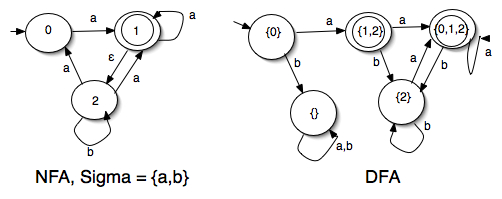 a
a
0
1
ε
a
a
2
b
NFA, Sigma = {a,b}
{0}
a
{1,2}
a
{0,1,2}
b
b
a
b
a
{}
{2}
a,b
b
DFA